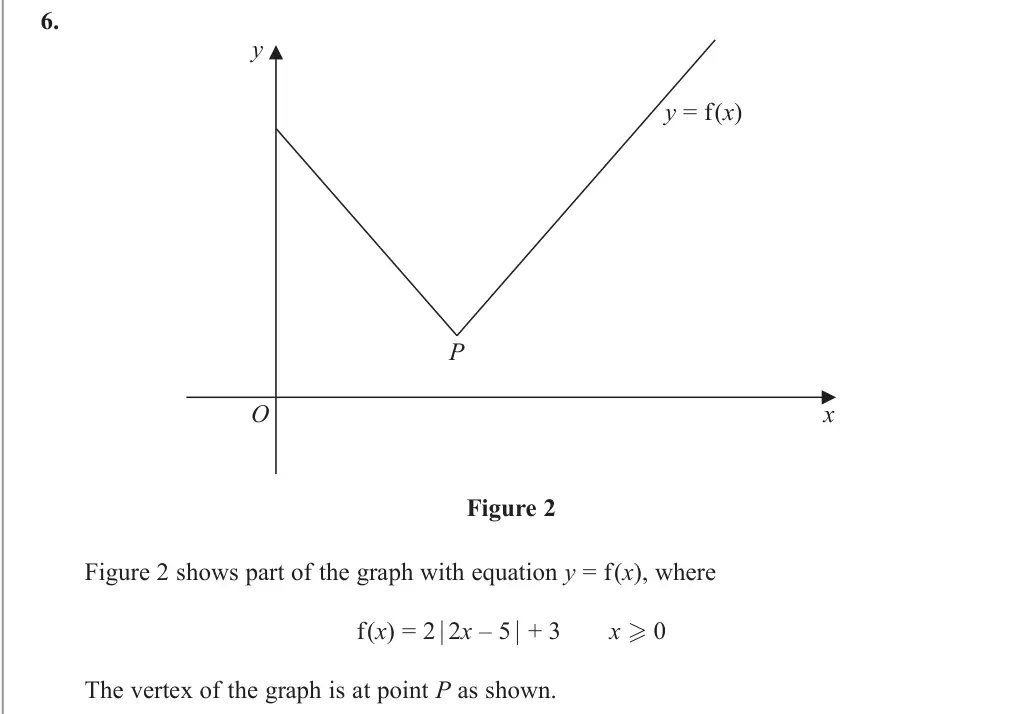 6.
y
y = f(x)
P
O
x
Figure 2
Figure 2 shows part of the graph with equation y = f(x), where
f(x) = 2|2x – 5| + 3 x ⩾ 0
The vertex of the graph is at point P as shown.